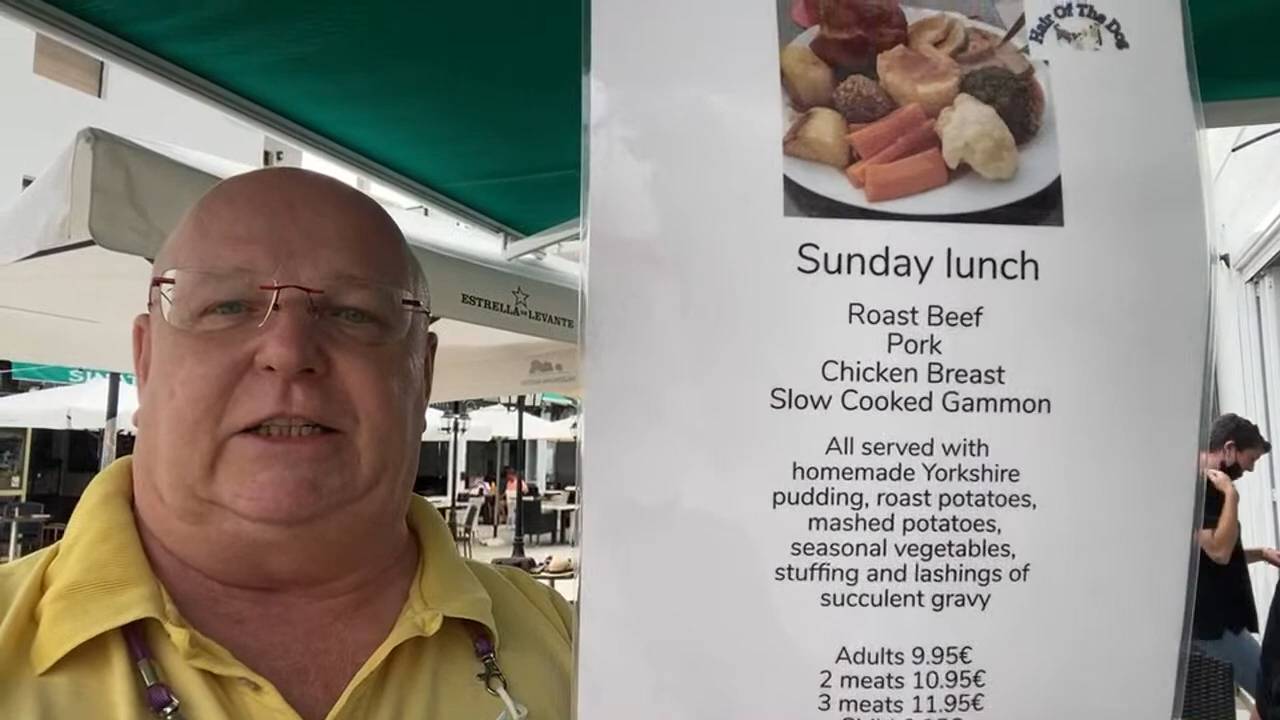 Hair Of The Dog
ESTRELLA DE LEVANTE
Sunday lunch
Roast Beef
Pork
Chicken Breast
Slow Cooked Gammon
All served with
homemade Yorkshire
pudding, roast potatoes,
mashed potatoes,
seasonal vegetables,
stuffing and lashings of
succulent gravy
Adults 9.95€
2 meats 10.95€
3 meats 11.95€